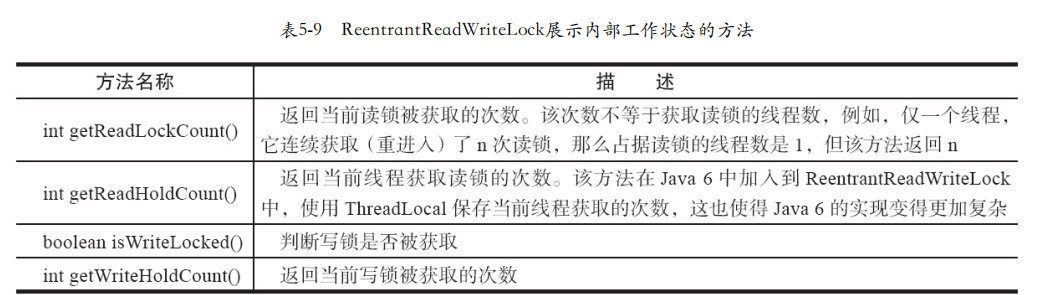 表5-9 ReentrantReadWriteLock展示内部工作状态的方法
方法名称 描 述
int getReadLockCount() 返回当前读锁被获取的次数。该次数不等于获取读锁的线程数，例如，仅一个线程，
它连续获取（重进入）了 n 次读锁，那么占据读锁的线程数是 1，但该方法返回 n
int getReadHoldCount() 返回当前线程获取读锁的次数。该方法在 Java 6 中加入到 ReentrantReadWriteLock
中，使用 ThreadLocal 保存当前线程获取的次数，这也使得 Java 6 的实现变得更加复杂
boolean isWriteLocked() 判断写锁是否被获取
int getWriteHoldCount() 返回当前写锁被获取的次数